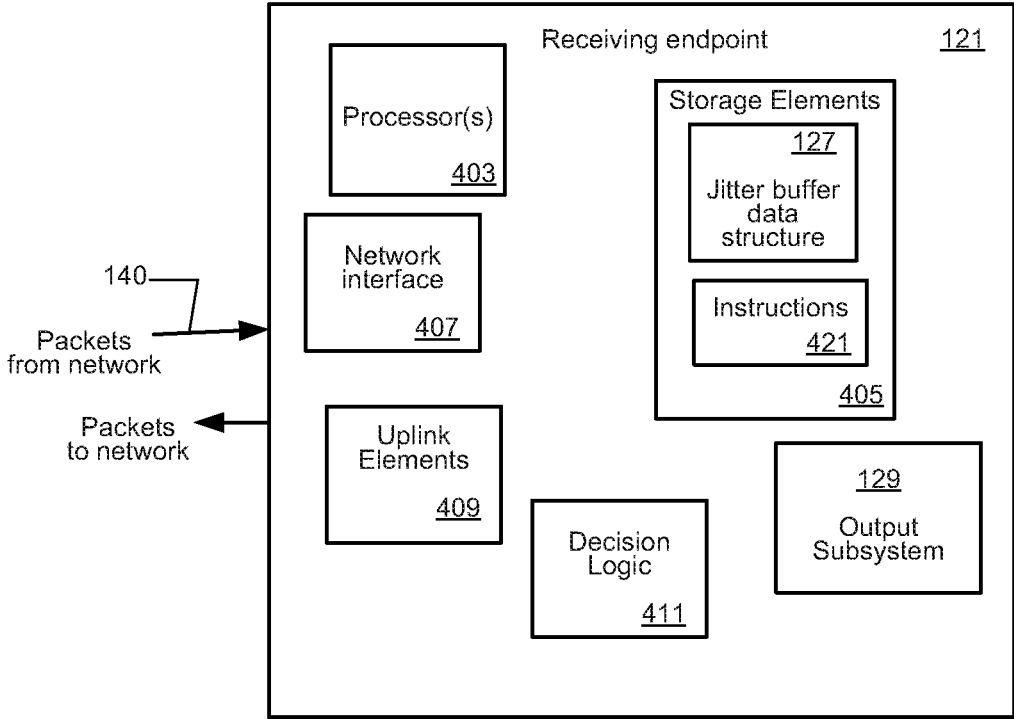 Receiving endpoint
121
Processor(s)
403
Storage Elements
127
Jitter buffer
data
structure
Instructions
421
405
Network
interface
407
140
Packets
from network
Packets
to network
Uplink
Elements
409
Decision
Logic
411
129
Output
Subsystem